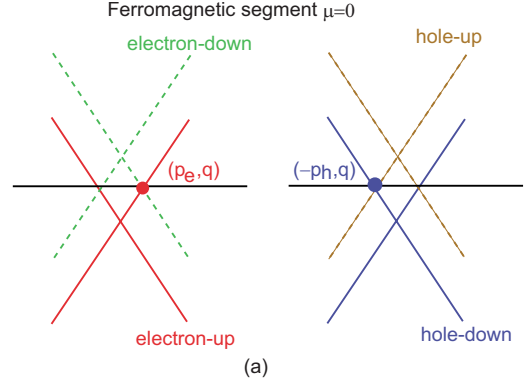 Ferromagnetic segment μ=0
electron-down
hole-up
(pₑ,q)
(-pₕ,q)
electron-up
hole-down
(a)